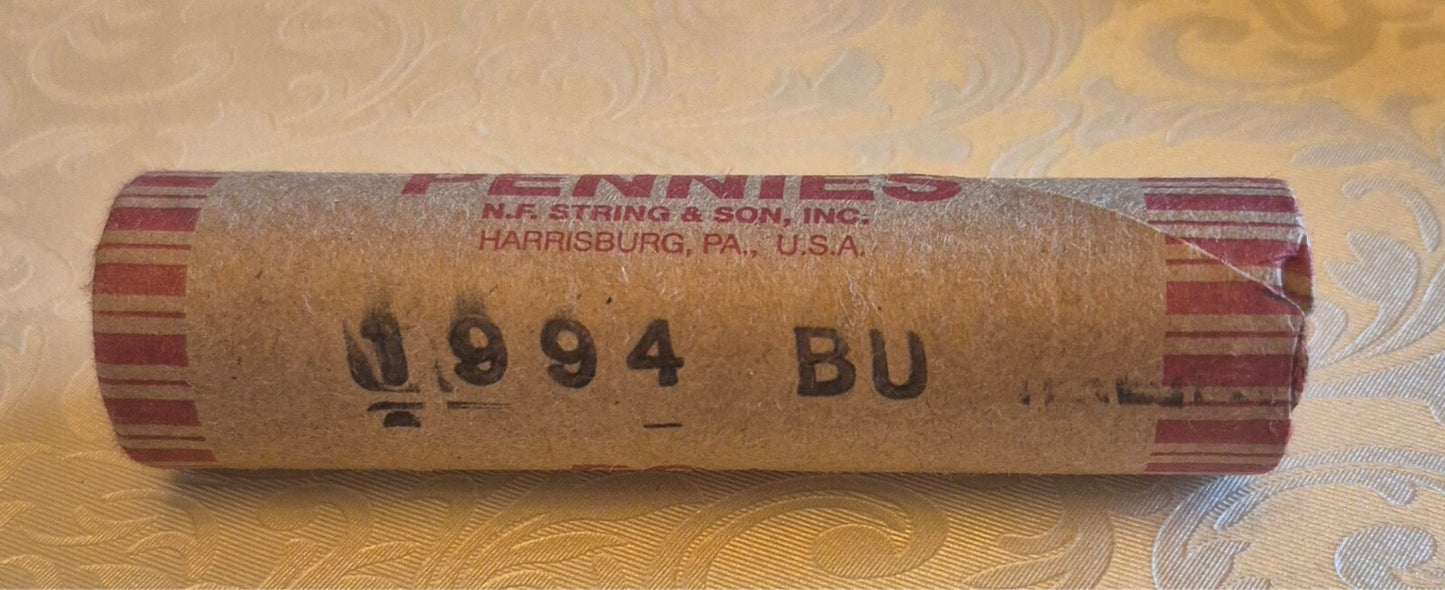 PENNIES
N.F. STRING & SON, INC.
HARRISBURG, PA., U.S.A.
1994 BU